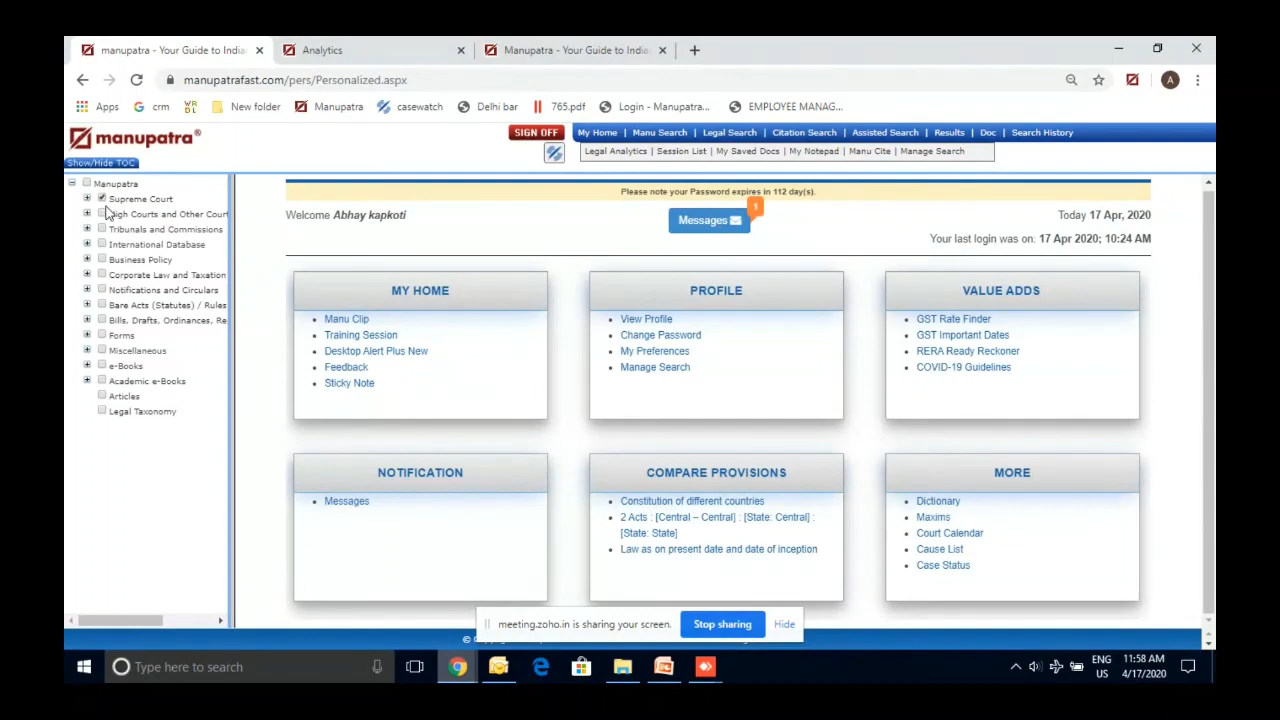 manupatra - Your Guide to India
Analytics
Manupatra - Your Guide to India
manupatrafast.com/pers/Personalized.aspx
A
Apps
crm
New folder
Manupatra
casewatch
Delhi bar
765.pdf
Login - Manupatra...
EMPLOYEE MANAG...
manupatra®
SIGN OFF
My Home | Manu Search | Legal Search | Citation Search | Assisted Search | Results | Doc | Search History
Legal Analytics | Session List | My Saved Docs | My Notepad | Manu Cite | Manage Search
Show/Hide TOC
Manupatra
Supreme Court
High Courts and Other Court
Tribunals and Commissions
International Database
Business Policy
Corporate Law and Taxation
Notifications and Circulars
Bare Acts (Statutes) / Rules
Bills, Drafts, Ordinances, Re
Forms
Miscellaneous
e-Books
Academic e-Books
Articles
Legal Taxonomy
Please note your Password expires in 112 day(s).
Welcome Abhay kapkoti
Messages
1
Today 17 Apr, 2020
Your last login was on: 17 Apr 2020; 10:24 AM
MY HOME
Manu Clip
Training Session
Desktop Alert Plus New
Feedback
Sticky Note
PROFILE
View Profile
Change Password
My Preferences
Manage Search
VALUE ADDS
GST Rate Finder
GST Important Dates
RERA Ready Reckoner
COVID-19 Guidelines
NOTIFICATION
Messages
COMPARE PROVISIONS
Constitution of different countries
2 Acts : [Central – Central] : [State: Central] :
[State: State]
Law as on present date and date of inception
MORE
Dictionary
Maxims
Court Calendar
Cause List
Case Status
meeting.zoho.in is sharing your screen.
Stop sharing
Hide
©
Type here to search
ENG
US
11:58 AM
4/17/2020